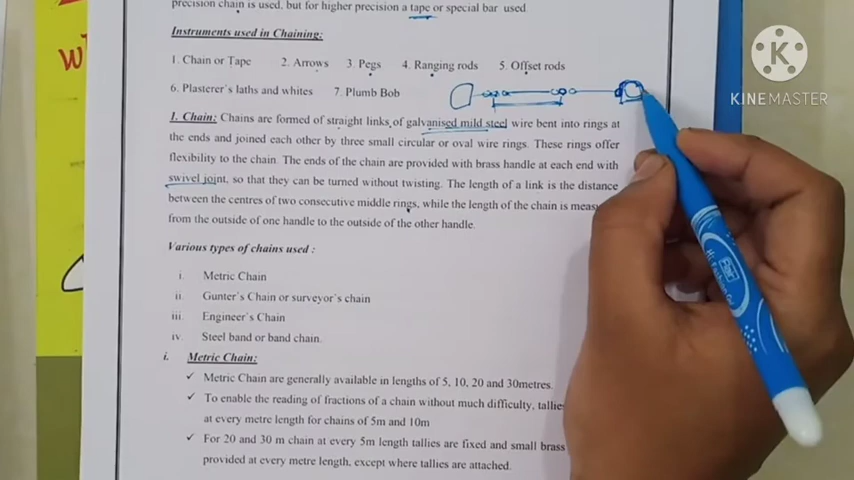 precision chain is used, but for higher precision a tape or special bar used
Instruments used in Chaining:
1. Chain or Tape 2. Arrows 3 Pegs 4. Ranging rods 5. Offset rods
6. Plasterer's laths and whites 7. Plumb Bob
1. Chain: Chains are formed of straight links of galvanised mild steel wire bent into rings at
the ends and joined each other by three small circular or oval wire rings. These rings offer
flexibility to the chain. The ends of the chain are provided with brass handle at each end with
swivel joint, so that they can be turned without twisting. The length of a link is the distance
between the centres of two consecutive middle rings, while the length of the chain is meas
from the outside of one handle to the outside of the other handle.
Various types of chains used :
i. Metric Chain
ii. Gunter's Chain or surveyor's chain
iii. Engineer's Chain
iv. Steel band or band chain.
i. Metric Chain:
✓ Metric Chain are generally available in lengths of 5, 10, 20 and 30metres.
✓ To enable the reading of fractions of a chain without much difficulty, tallie
at every metre length for chains of 5m and 10m
✓ For 20 and 30 m chain at every 5m length tallies are fixed and small brass
provided at every metre length, except where tallies are attached.
KINEMASTER
Flair